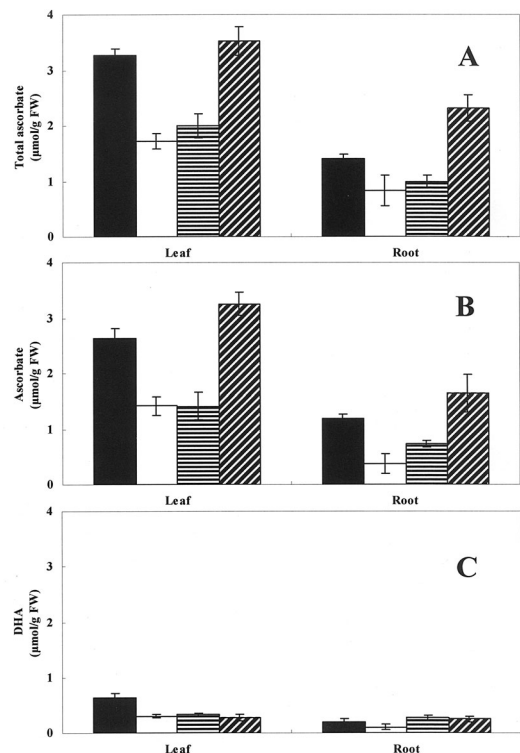 4
3
2
1
0
Total ascorbate
(μmol/g FW)
A
Leaf Root
4
3
2
1
0
Ascorbate
(μmol/g FW)
B
Leaf Root
4
3
2
1
0
DHA
(μmol/g FW)
C
Leaf Root